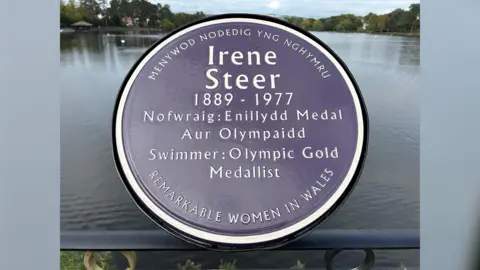 MENYWOD NODEDIG YNG NGHYMRU
Irene
Steer
1889 - 1977
Nofwraig: Enillydd Medal
Aur Olympaidd
Swimmer: Olympic Gold
Medallist
REMARKABLE WOMEN IN WALES